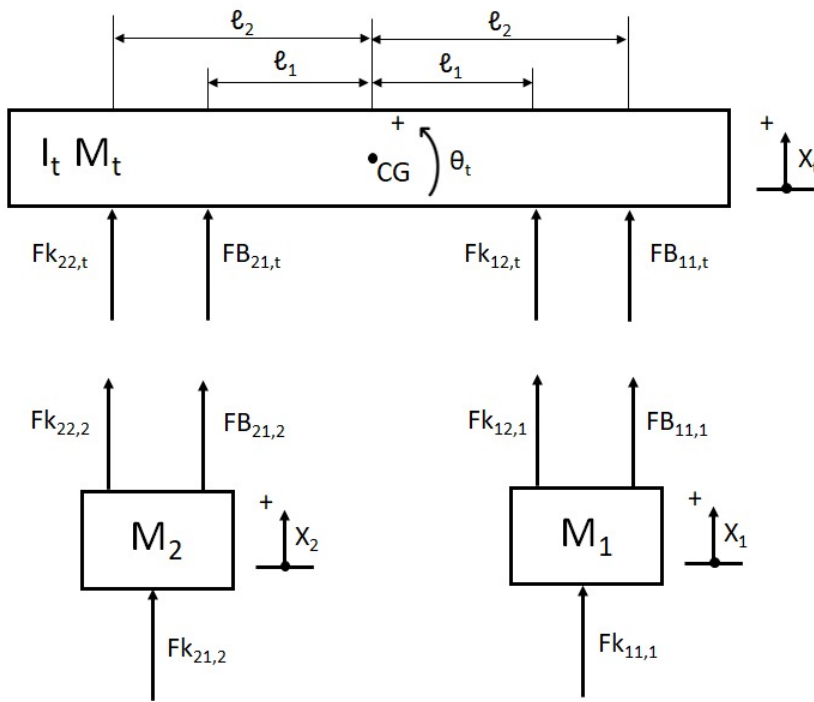 ℓ₂ ℓ₂
ℓ₁ ℓ₁
Iₜ Mₜ + CG θₜ + Xₜ
Fk₂₂,ₜ FB₂₁,ₜ Fk₁₂,ₜ FB₁₁,ₜ
Fk₂₂,₂ FB₂₁,₂ Fk₁₂,₁ FB₁₁,₁
M₂ + X₂ M₁ + X₁
Fk₂₁,₂ Fk₁₁,₁